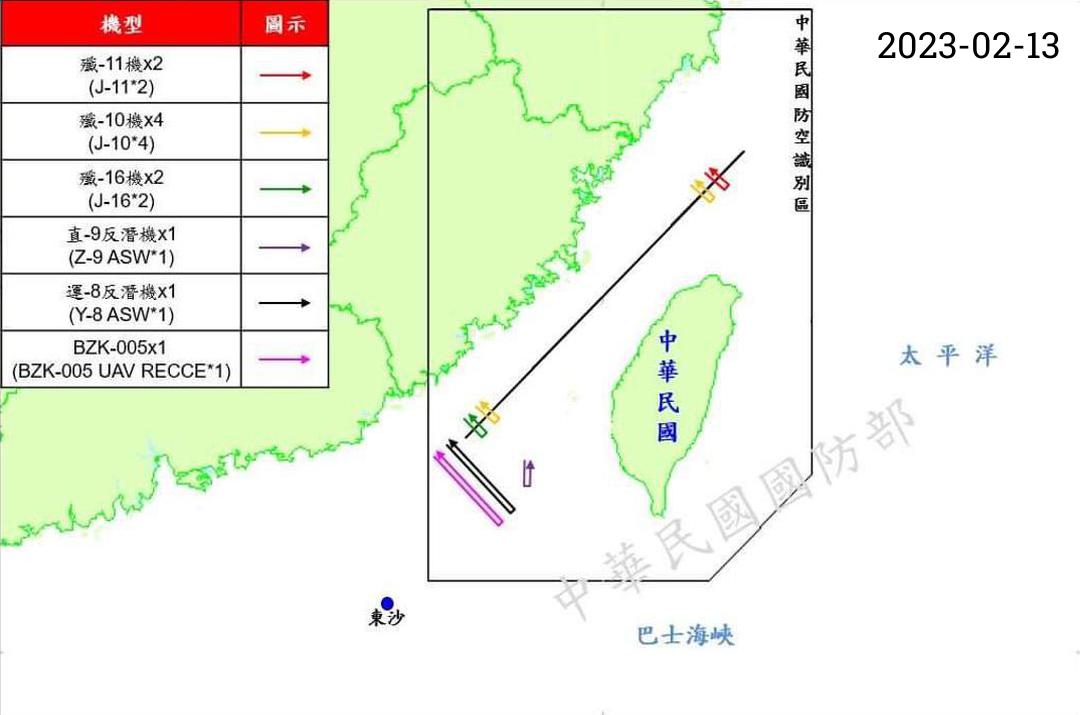 機型 圖示
殲-11機x2
(J-11*2)
殲-10機x4
(J-10*4)
殲-16機x2
(J-16*2)
直-9反潛機x1
(Z-9 ASW*1)
運-8反潛機x1
(Y-8 ASW*1)
BZK-005x1
(BZK-005 UAV RECCE*1)
中華民國防空識別區
2023-02-13
中華民國
太平洋
中華民國國防部
東沙
巴士海峽